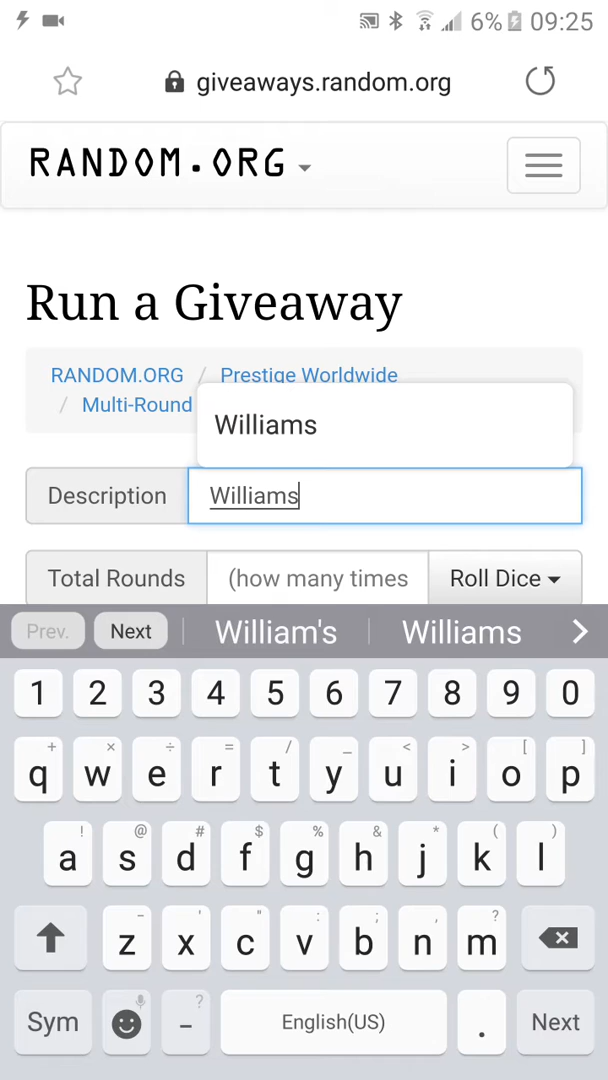 6% 09:25
giveaways.random.org
RANDOM.ORG
Run a Giveaway
RANDOM.ORG / Prestige Worldwide
/ Multi-Round
Williams
Description Williams
Total Rounds (how many times Roll Dice
Prev. Next William's Williams
1 2 3 4 5 6 7 8 9 0
+ × ÷ = / _ < > [ ]
q w e r t y u i o p
! @ # $ % & * ( )
a s d f g h j k l
- ' " : ; , ?
z x c v b n m
Sym - ? English(US) . Next